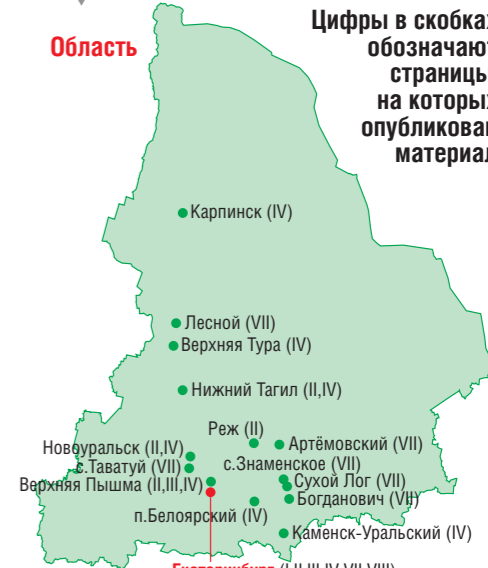 Область
Цифры в скобках
обозначают
страницы
на которых
опубликован
материал
Карпинск (IV)
Лесной (VII)
Верхняя Тура (IV)
Нижний Тагил (II,IV)
Реж (II)
Артёмовский (VII)
Новоуральск (II,IV)
с.Таватуй (VII)
с.Знаменское (VII)
Сухой Лог (VII)
Верхняя Пышма (II,III,IV)
Богданович (VII)
п.Белоярский (IV)
Каменск-Уральский (IV)
Екатеринбург